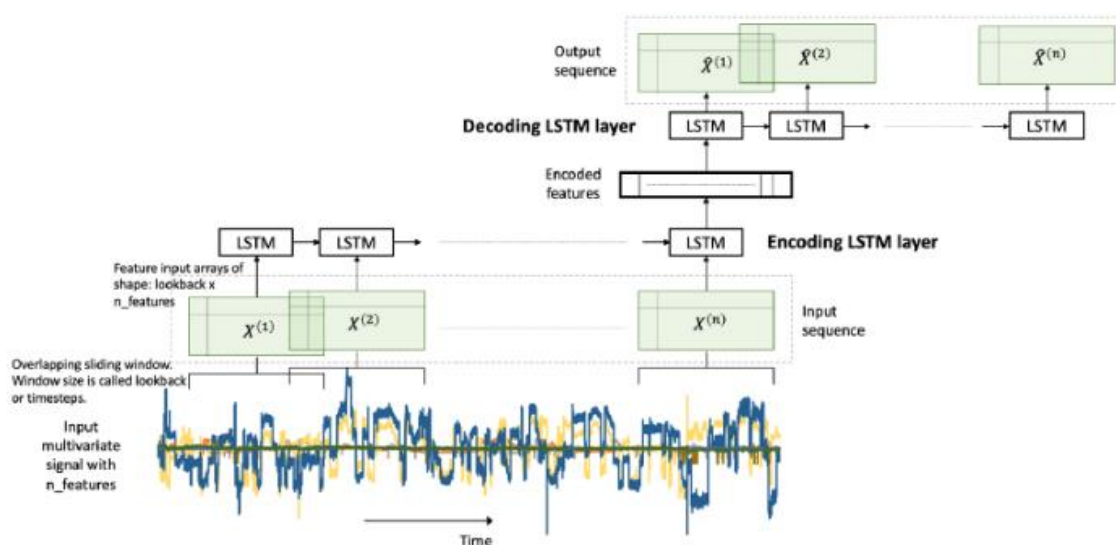 Output
sequence
X̂⁽¹⁾
X̂⁽²⁾
X̂⁽ⁿ⁾
Decoding LSTM layer
LSTM
LSTM
LSTM
Encoded
features
LSTM
LSTM
LSTM
Encoding LSTM layer
Feature input arrays of
shape: lookback x
n_features
X⁽¹⁾
X⁽²⁾
X⁽ⁿ⁾
Input
sequence
Overlapping sliding window.
Window size is called lookback
or timesteps.
Input
multivariate
signal with
n_features
Time